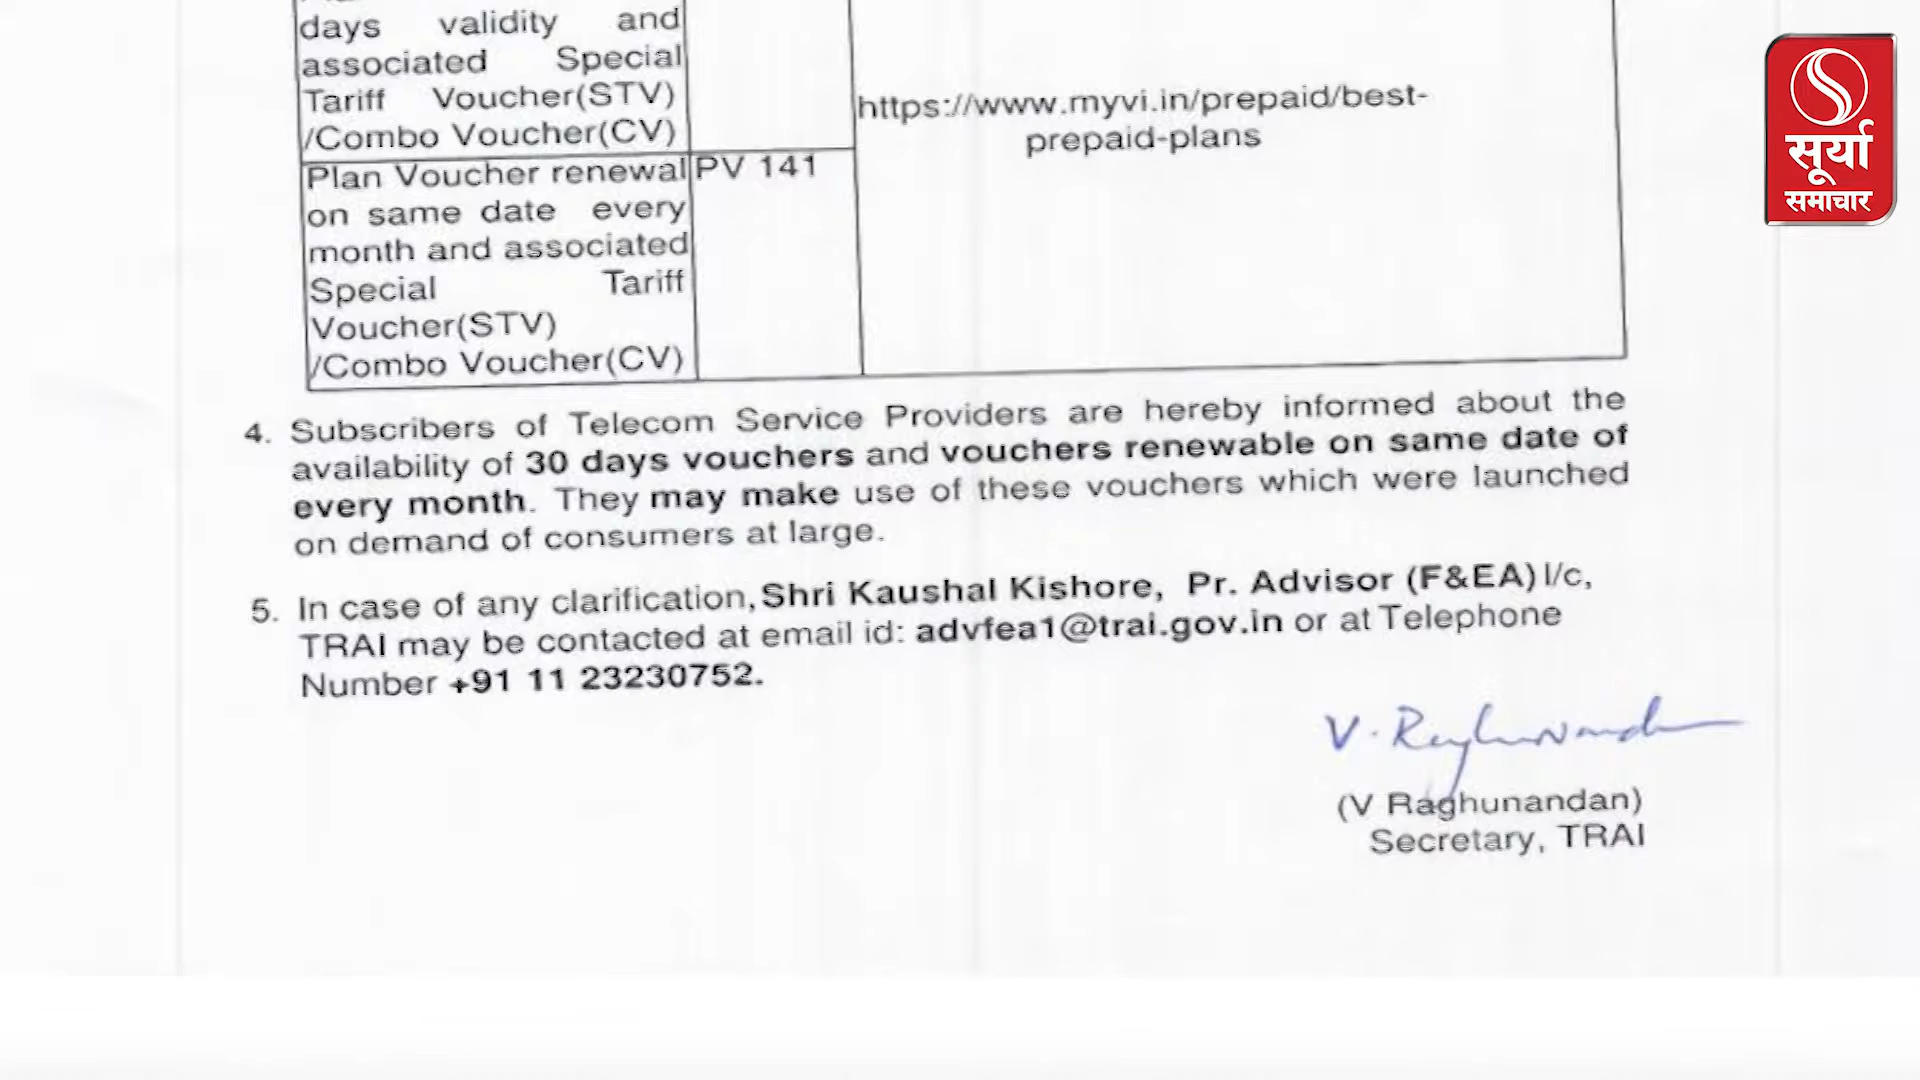 days validity and
associated Special
Tariff Voucher(STV)
/Combo Voucher(CV)
https://www.myvi.in/prepaid/best-
prepaid-plans
Plan Voucher renewal
on same date every
month and associated
Special Tariff
Voucher(STV)
/Combo Voucher(CV)
PV 141
4. Subscribers of Telecom Service Providers are hereby informed about the
availability of 30 days vouchers and vouchers renewable on same date of
every month. They may make use of these vouchers which were launched
on demand of consumers at large.
5. In case of any clarification, Shri Kaushal Kishore, Pr. Advisor (F&EA) I/c,
TRAI may be contacted at email id: advfea1@trai.gov.in or at Telephone
Number +91 11 23230752.
V. Raghunandan
(V Raghunandan)
Secretary, TRAI
सूर्या
समाचार